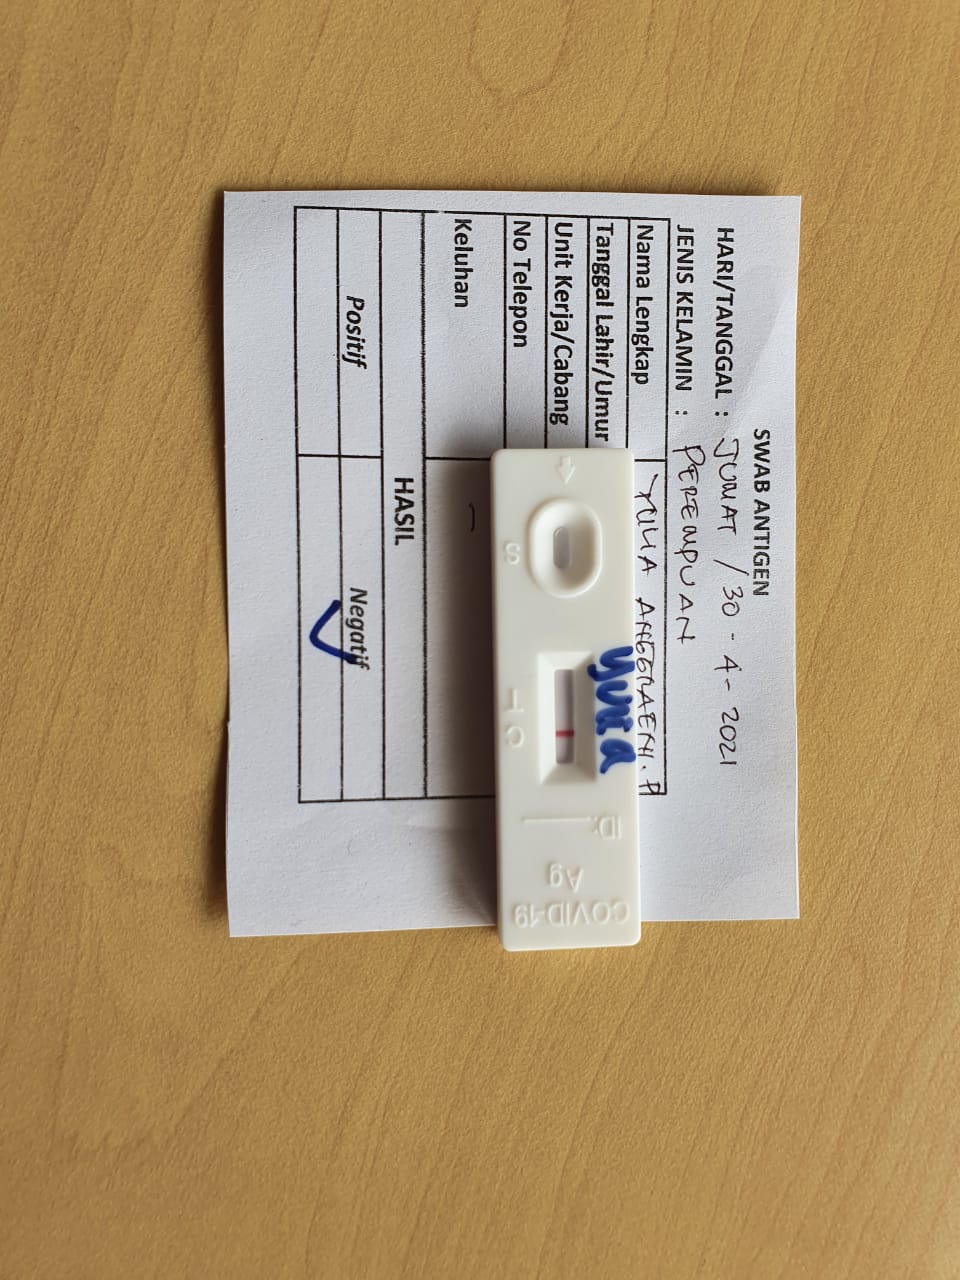 SWAB ANTIGEN
HARI/TANGGAL : JUMAT / 30 - 4 - 2021
JENIS KELAMIN : PEREMPUAN
Nama Lengkap YULIA ANGGRAENI. P
Tanggal Lahir/Umur
Unit Kerja/Cabang
No Telepon
Keluhan -
HASIL
Positif Negatif
S
T C
ID:
Ag
COVID-19